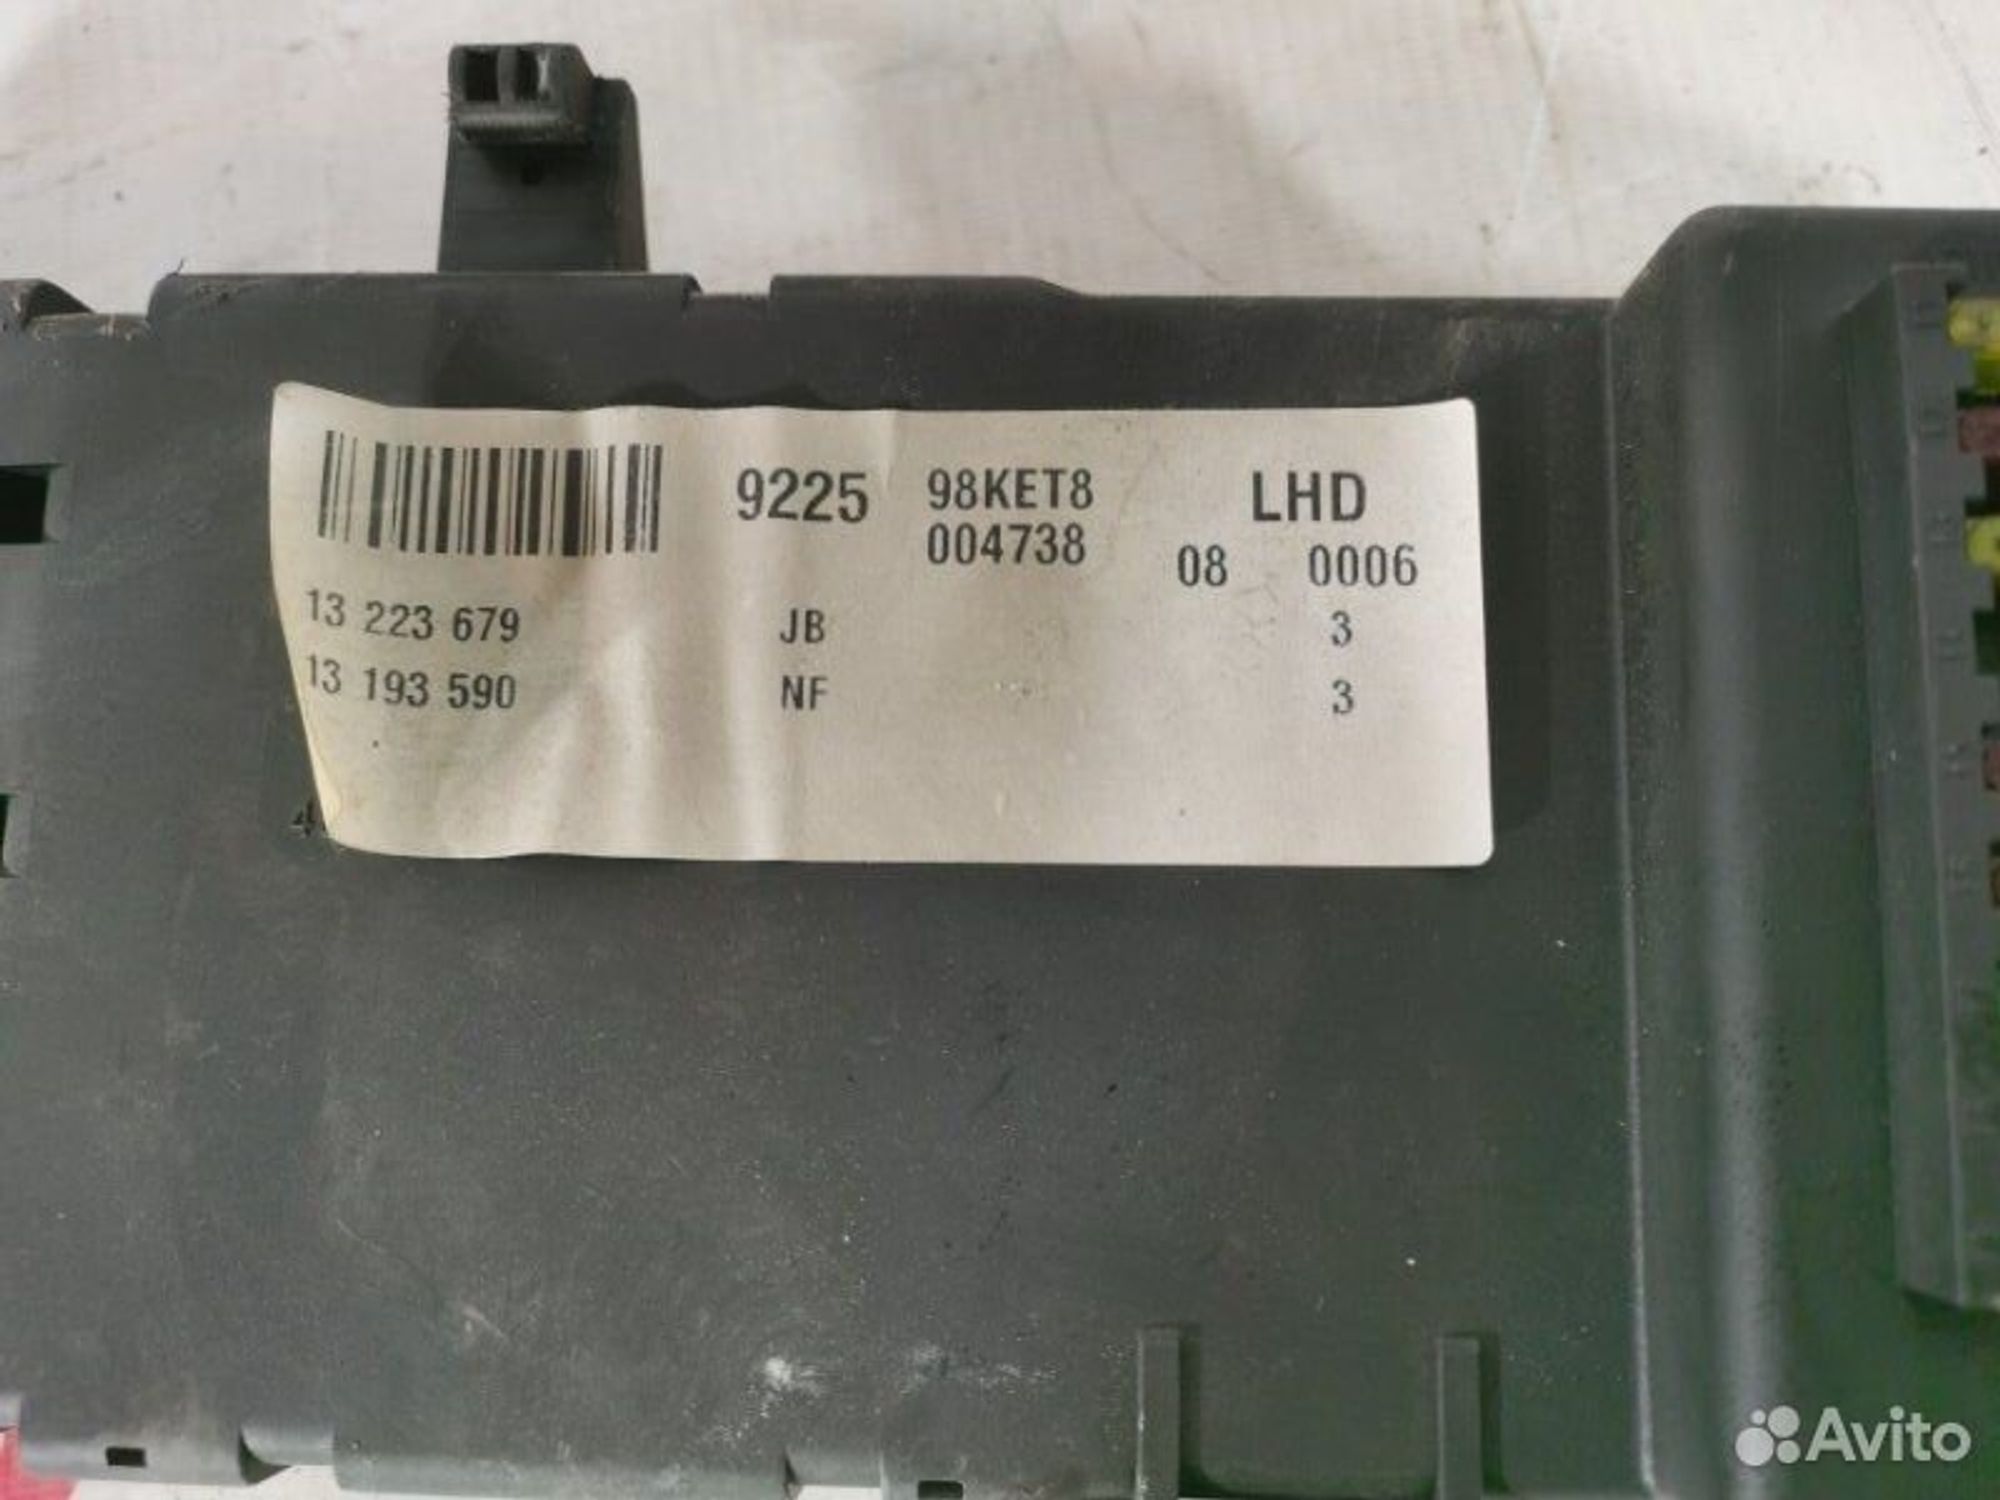 9225 98KET8 LHD
004738 08 0006
13 223 679 JB 3
13 193 590 NF 3
Avito